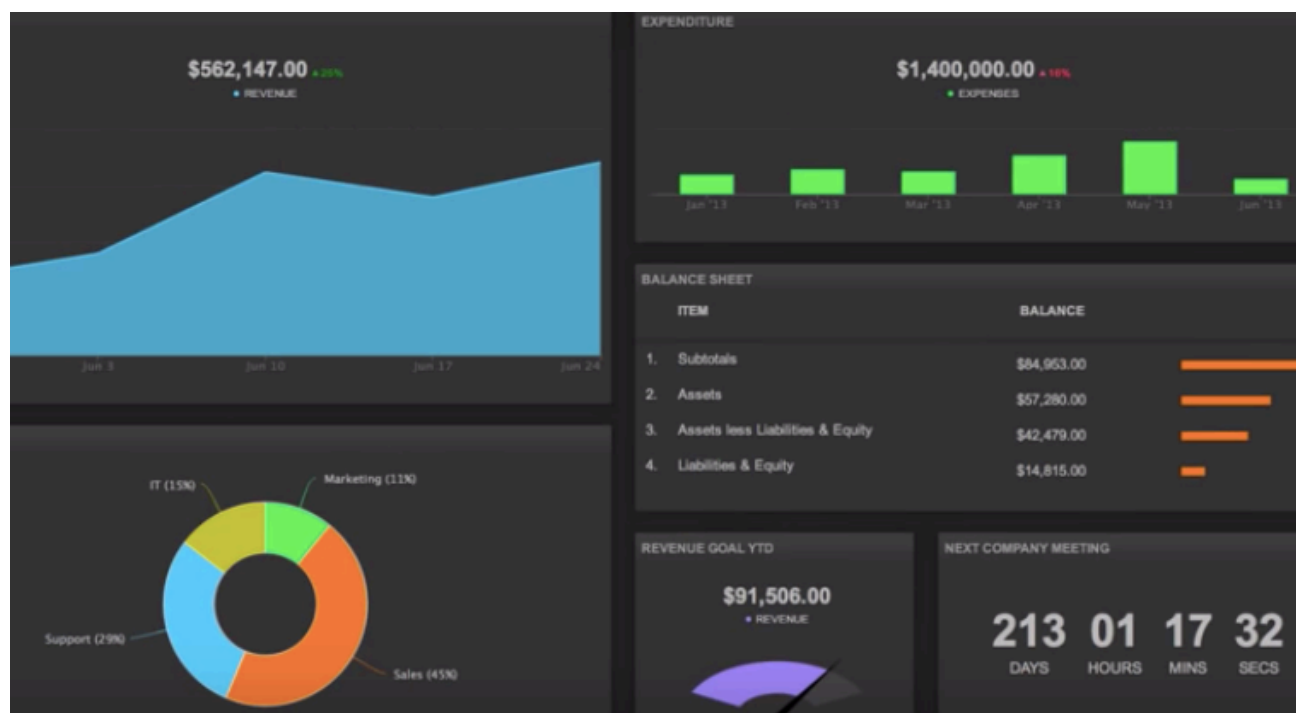 $562,147.00 ▲25%
• REVENUE
Jun 3 Jun 10 Jun 17 Jun 24
IT (15%)
Marketing (11%)
Support (29%)
Sales (45%)
EXPENDITURE
$1,400,000.00 ▲10%
• EXPENSES
Jan '13 Feb '13 Mar '13 Apr '13 May '13 Jun '13
BALANCE SHEET
ITEM BALANCE
1. Subtotals $84,953.00
2. Assets $57,280.00
3. Assets less Liabilities & Equity $42,479.00
4. Liabilities & Equity $14,815.00
REVENUE GOAL YTD
$91,506.00
• REVENUE
NEXT COMPANY MEETING
213 01 17 32
DAYS HOURS MINS SECS